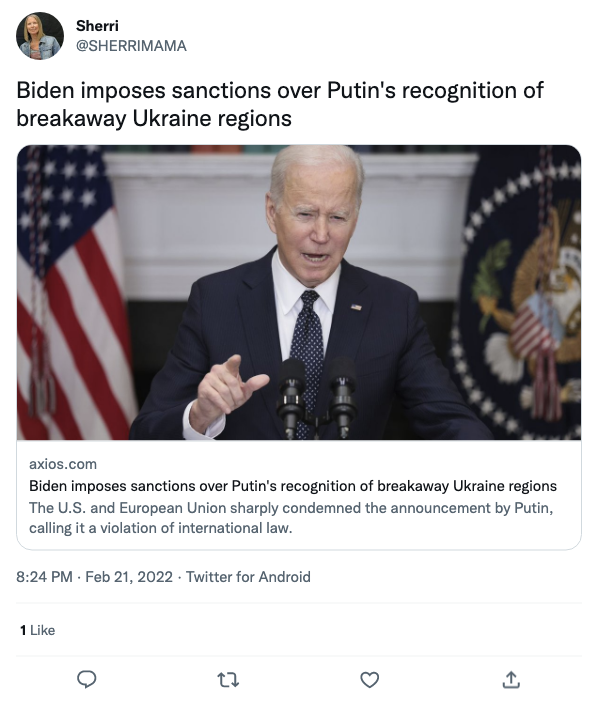 Sherri
@SHERRIMAMA
Biden imposes sanctions over Putin's recognition of
breakaway Ukraine regions
axios.com
Biden imposes sanctions over Putin's recognition of breakaway Ukraine regions
The U.S. and European Union sharply condemned the announcement by Putin,
calling it a violation of international law.
8:24 PM · Feb 21, 2022 · Twitter for Android
1 Like